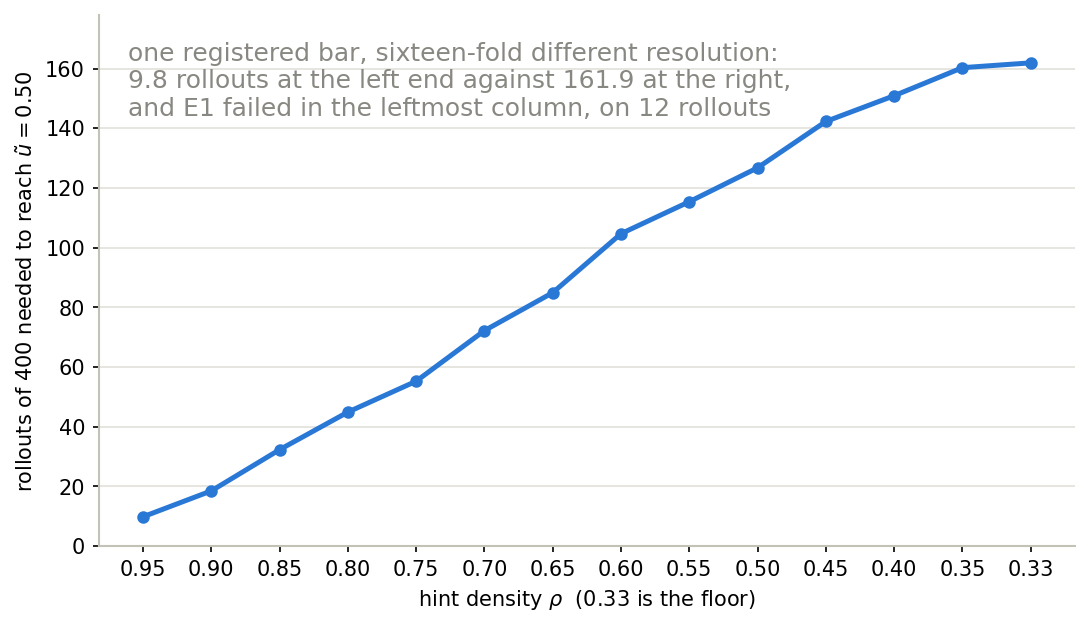 one registered bar, sixteen-fold different resolution:
9.8 rollouts at the left end against 161.9 at the right,
and E1 failed in the leftmost column, on 12 rollouts
rollouts of 400 needed to reach ũ = 0.50
160
140
120
100
80
60
40
20
0
0.95 0.90 0.85 0.80 0.75 0.70 0.65 0.60 0.55 0.50 0.45 0.40 0.35 0.33
hint density ρ (0.33 is the floor)